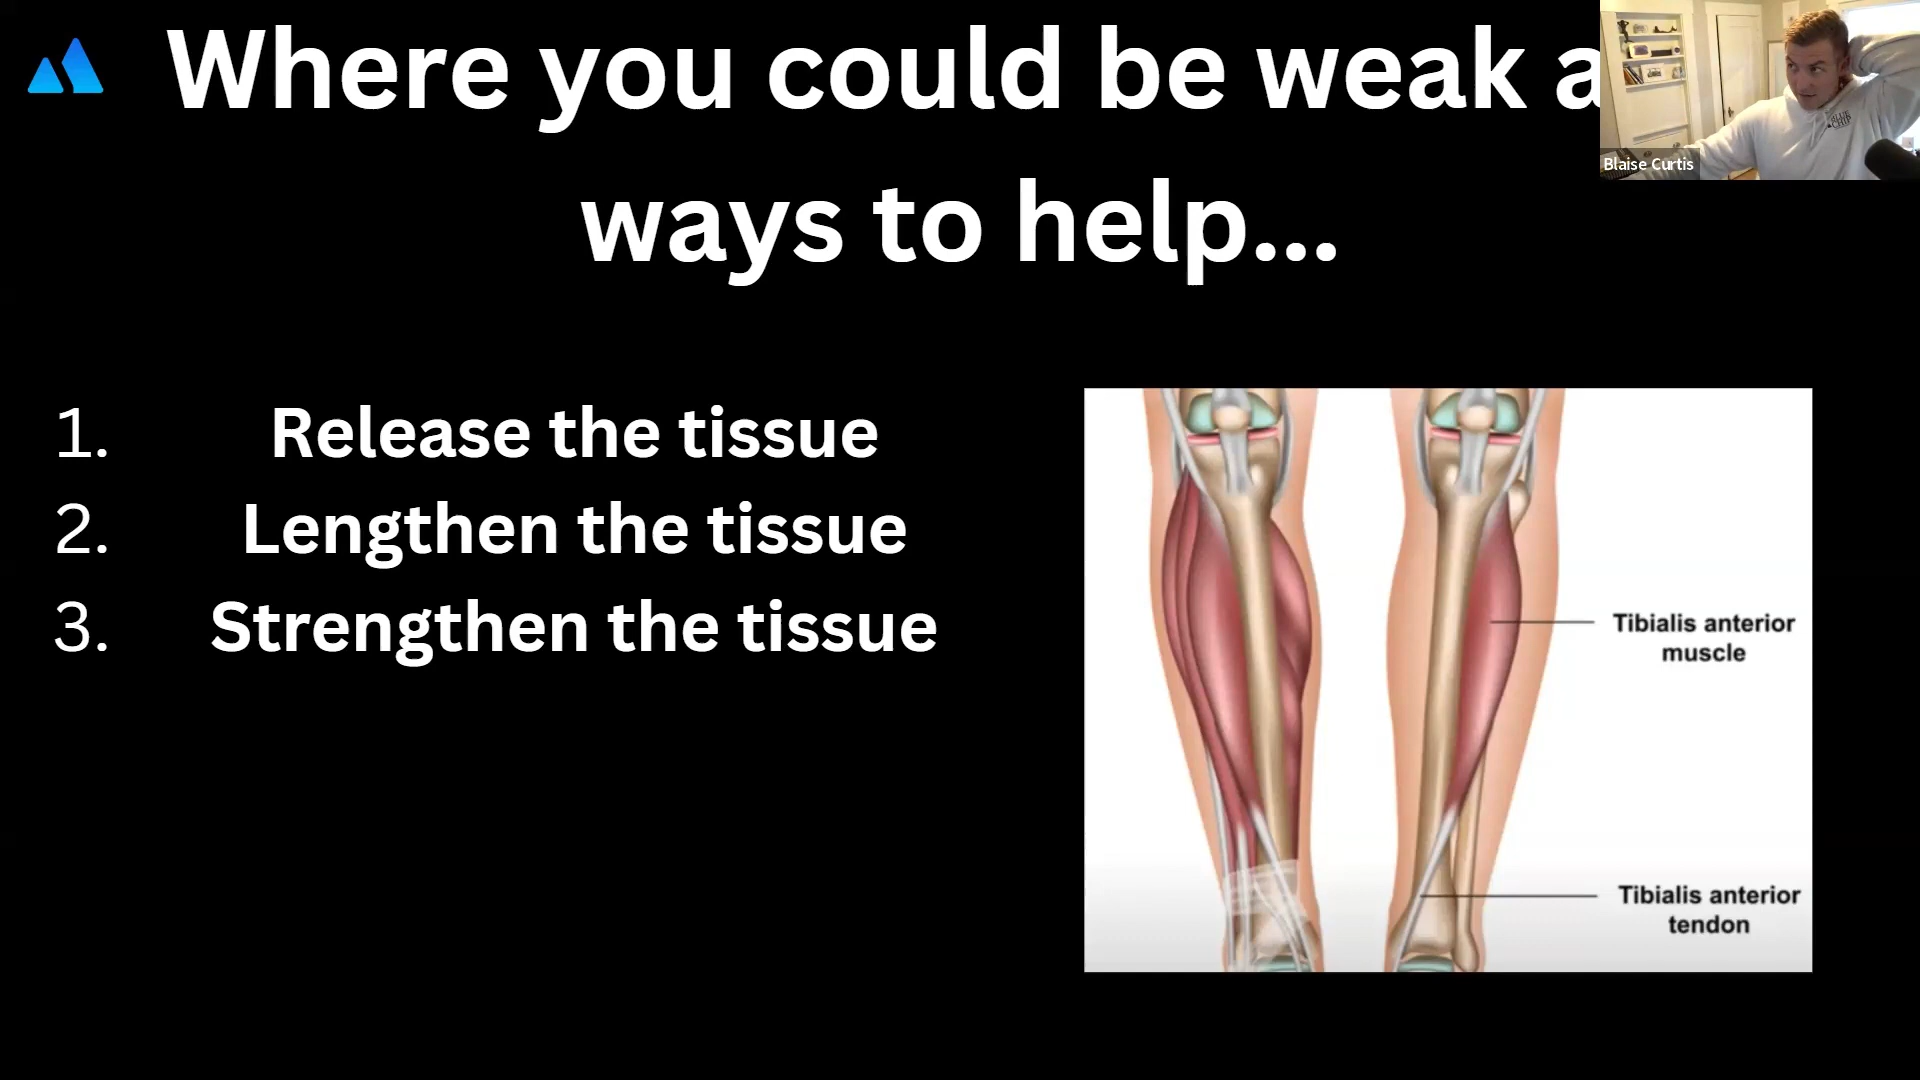 Where you could be weak a
ways to help...
Blaise Curtis
1. Release the tissue
2. Lengthen the tissue
3. Strengthen the tissue
Tibialis anterior
muscle
Tibialis anterior
tendon